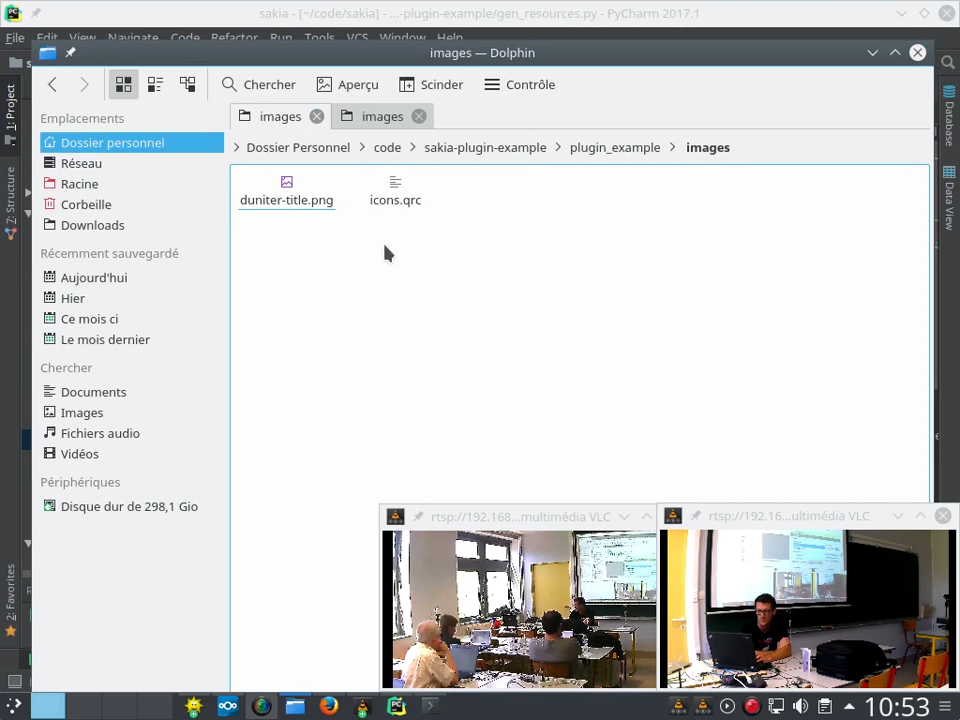 sakia - [~/code/sakia] - ...-plugin-example/gen_resources.py - PyCharm 2017.1
File Edit View Navigate Code Refactor Run Tools VCS Window Help
images — Dolphin
Chercher Aperçu Scinder Contrôle
images images
Dossier Personnel code sakia-plugin-example plugin_example images
Emplacements
Dossier personnel
Réseau
Racine
Corbeille
Downloads
Récemment sauvegardé
Aujourd'hui
Hier
Ce mois ci
Le mois dernier
Chercher
Documents
Images
Fichiers audio
Vidéos
Périphériques
Disque dur de 298,1 Gio
duniter-title.png icons.qrc
1: Project
7: Structure
2: Favorites
Database
Data View
rtsp://192.168...multimédia VLC
rtsp://192.16...ultimédia VLC
10:53